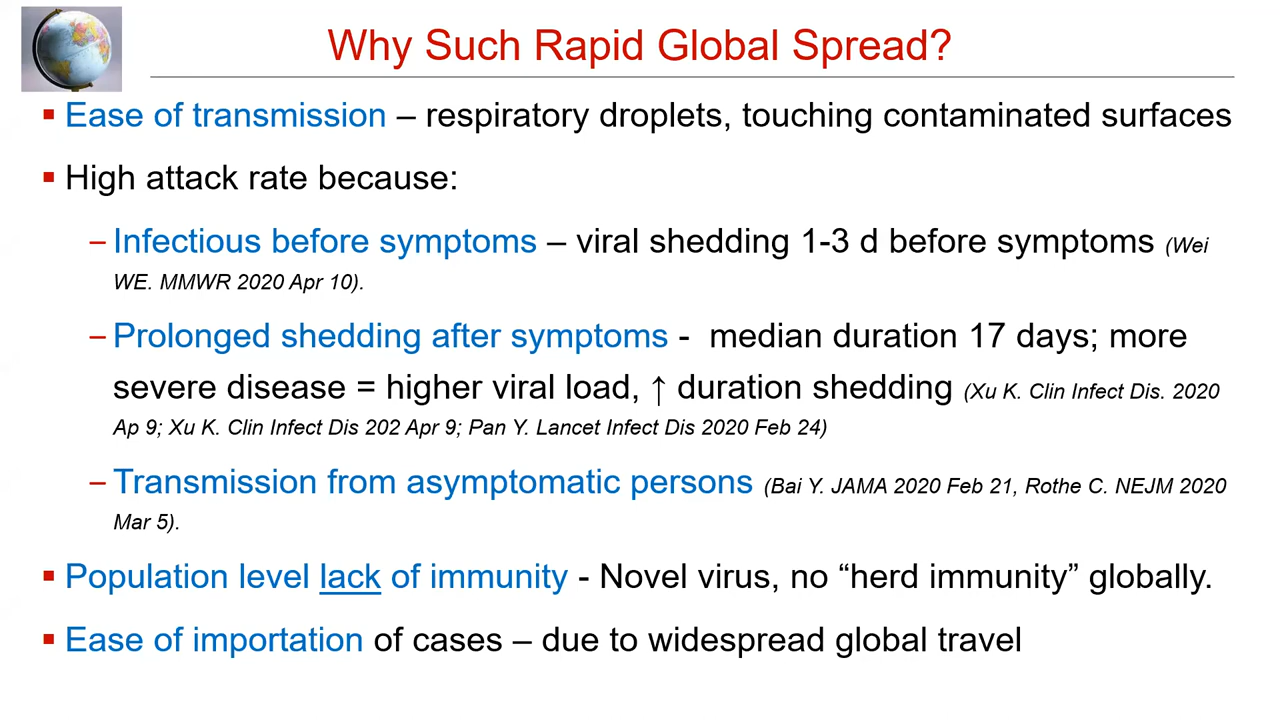 Why Such Rapid Global Spread?
▪ Ease of transmission – respiratory droplets, touching contaminated surfaces
▪ High attack rate because:
– Infectious before symptoms – viral shedding 1-3 d before symptoms (Wei
WE. MMWR 2020 Apr 10).
– Prolonged shedding after symptoms - median duration 17 days; more
severe disease = higher viral load, ↑ duration shedding (Xu K. Clin Infect Dis. 2020
Ap 9; Xu K. Clin Infect Dis 202 Apr 9; Pan Y. Lancet Infect Dis 2020 Feb 24)
– Transmission from asymptomatic persons (Bai Y. JAMA 2020 Feb 21, Rothe C. NEJM 2020
Mar 5).
▪ Population level lack of immunity - Novel virus, no “herd immunity” globally.
▪ Ease of importation of cases – due to widespread global travel